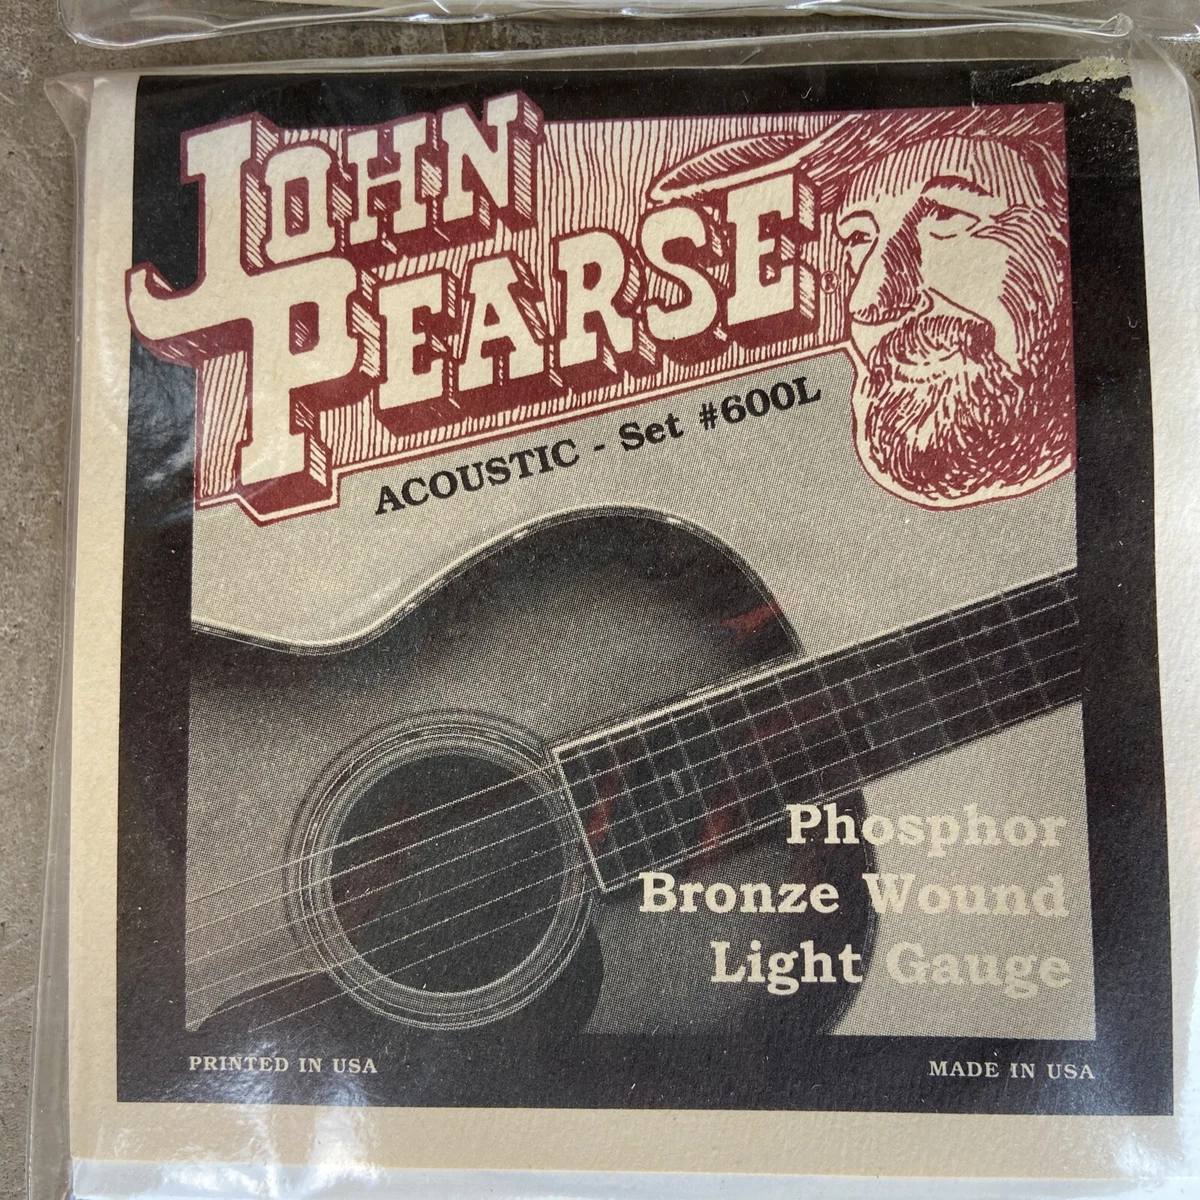 JOHN
PEARSE®
ACOUSTIC - Set #600L
Phosphor
Bronze Wound
Light Gauge
PRINTED IN USA
MADE IN USA